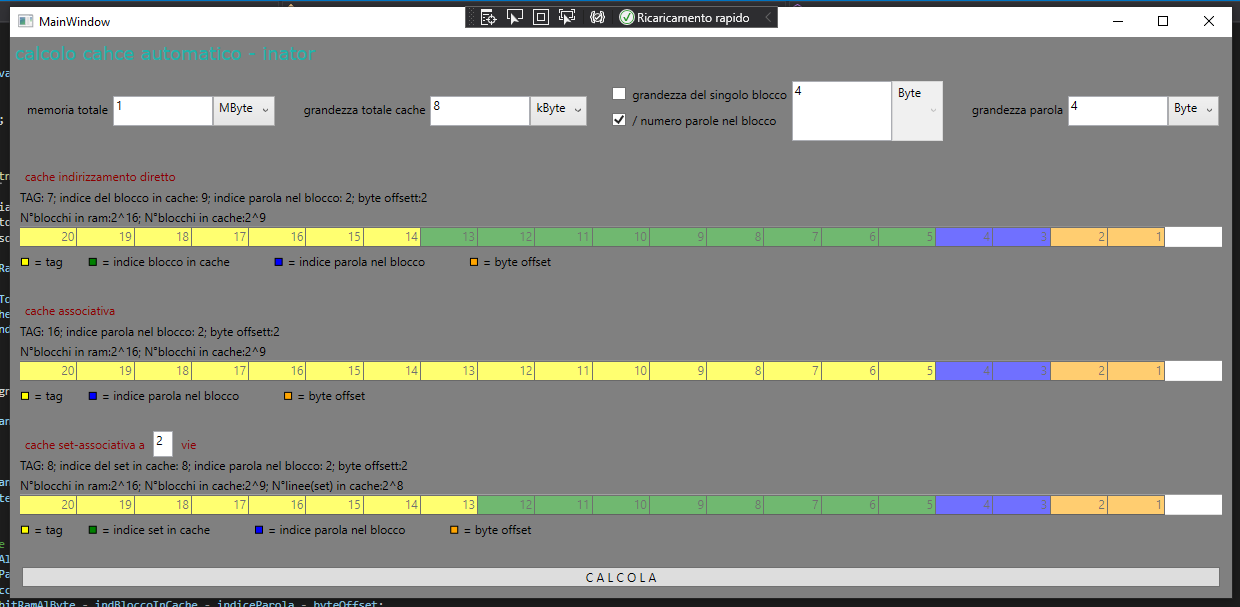 MainWindow
Ricaricamento rapido
calcolo cahce automatico - Inator
memoria totale 1 MByte grandezza totale cache 8 kByte grandezza del singolo blocco 4 Byte grandezza parola 4 Byte
/ numero parole nel blocco
cache indirizzamento diretto
TAG: 7; indice del blocco in cache: 9; indice parola nel blocco: 2; byte offsett:2
N°blocchi in ram:2^16; N°blocchi in cache:2^9
20 19 18 17 16 15 14 13 12 11 10 9 8 7 6 5 4 3 2 1
= tag = indice blocco in cache = indice parola nel blocco = byte offset
cache associativa
TAG: 16; indice parola nel blocco: 2; byte offsett:2
N°blocchi in ram:2^16; N°blocchi in cache:2^9
20 19 18 17 16 15 14 13 12 11 10 9 8 7 6 5 4 3 2 1
= tag = indice parola nel blocco = byte offset
cache set-associativa a 2 vie
TAG: 8; indice del set in cache: 8; indice parola nel blocco: 2; byte offsett:2
N°blocchi in ram:2^16; N°blocchi in cache:2^9; N°linee(set) in cache:2^8
20 19 18 17 16 15 14 13 12 11 10 9 8 7 6 5 4 3 2 1
= tag = indice set in cache = indice parola nel blocco = byte offset
CALCOLA
bitRamAlByte - indBloccoInCache - indiceParola - byteOffset;